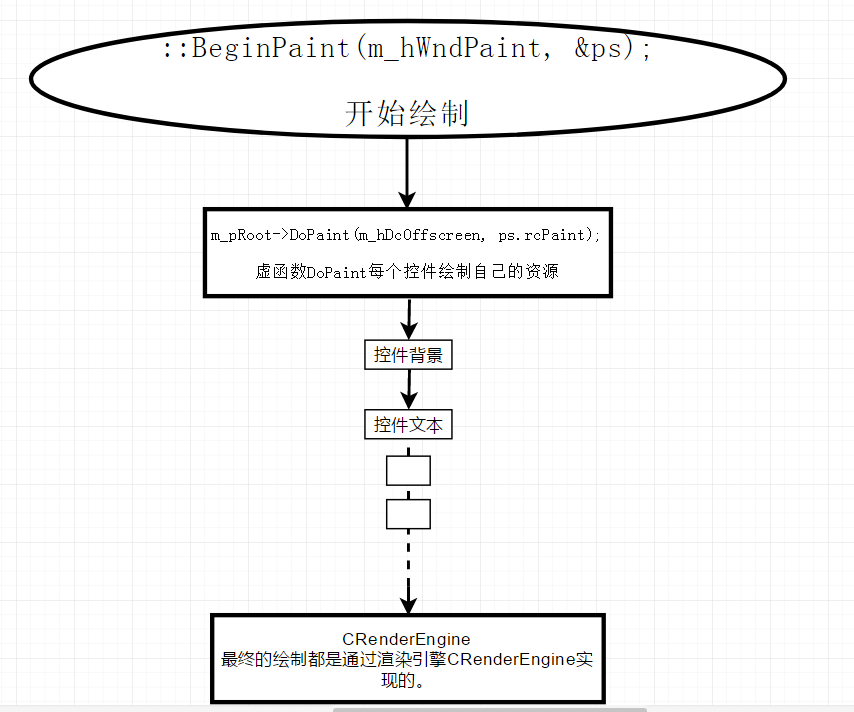 ::BeginPaint(m_hWndPaint, &ps);
开始绘制
m_pRoot->DoPaint(m_hDcOffscreen, ps.rcPaint);
虚函数DoPaint每个控件绘制自己的资源
控件背景
控件文本
CRenderEngine
最终的绘制都是通过渲染引擎CRenderEngine实
现的。